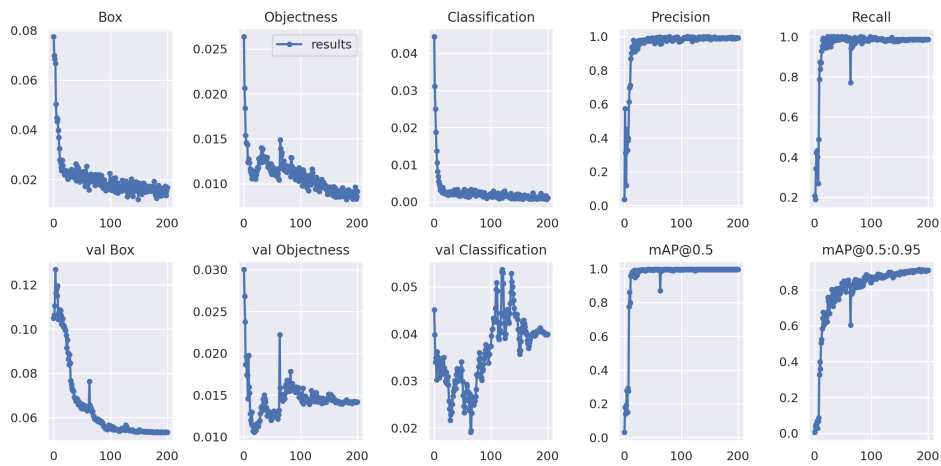 Box Objectness Classification Precision Recall
0.08 0.06 0.04 0.02
0 100 200
results
0.025 0.020 0.015 0.010
0 100 200
0.04 0.03 0.02 0.01 0.00
0 100 200
1.0 0.8 0.6 0.4 0.2 0.0
0 100 200
1.0 0.8 0.6 0.4 0.2
0 100 200
val Box val Objectness val Classification mAP@0.5 mAP@0.5:0.95
0.12 0.10 0.08 0.06
0 100 200
0.030 0.025 0.020 0.015 0.010
0 100 200
0.05 0.04 0.03 0.02
0 100 200
1.0 0.8 0.6 0.4 0.2 0.0
0 100 200
0.8 0.6 0.4 0.2 0.0
0 100 200